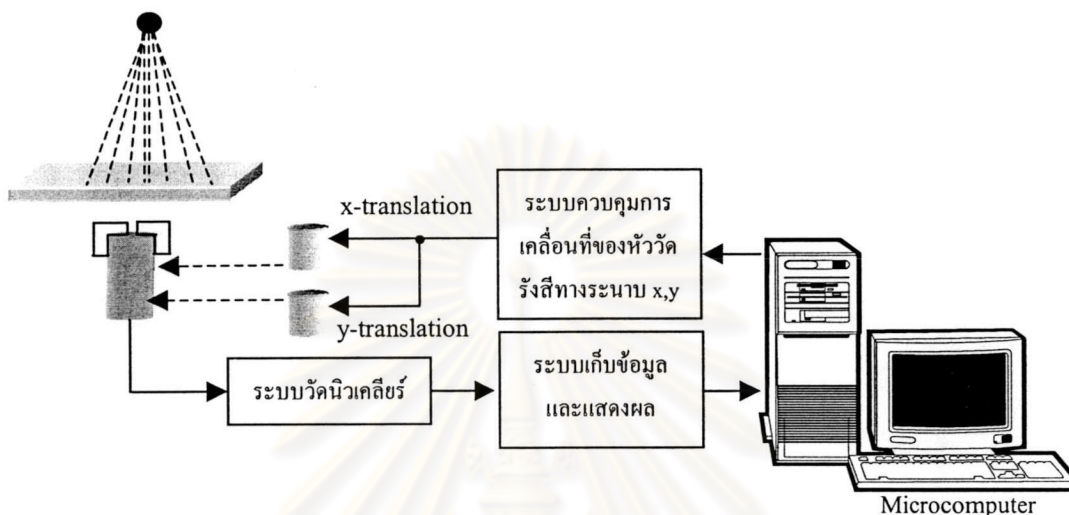 x-translation
ระบบควบคุมการ
เคลื่อนที่ของหัววัด
รังสีทางระนาบ x,y
y-translation
ระบบวัดนิวเคลียร์
ระบบเก็บข้อมูล
และแสดงผล
Microcomputer